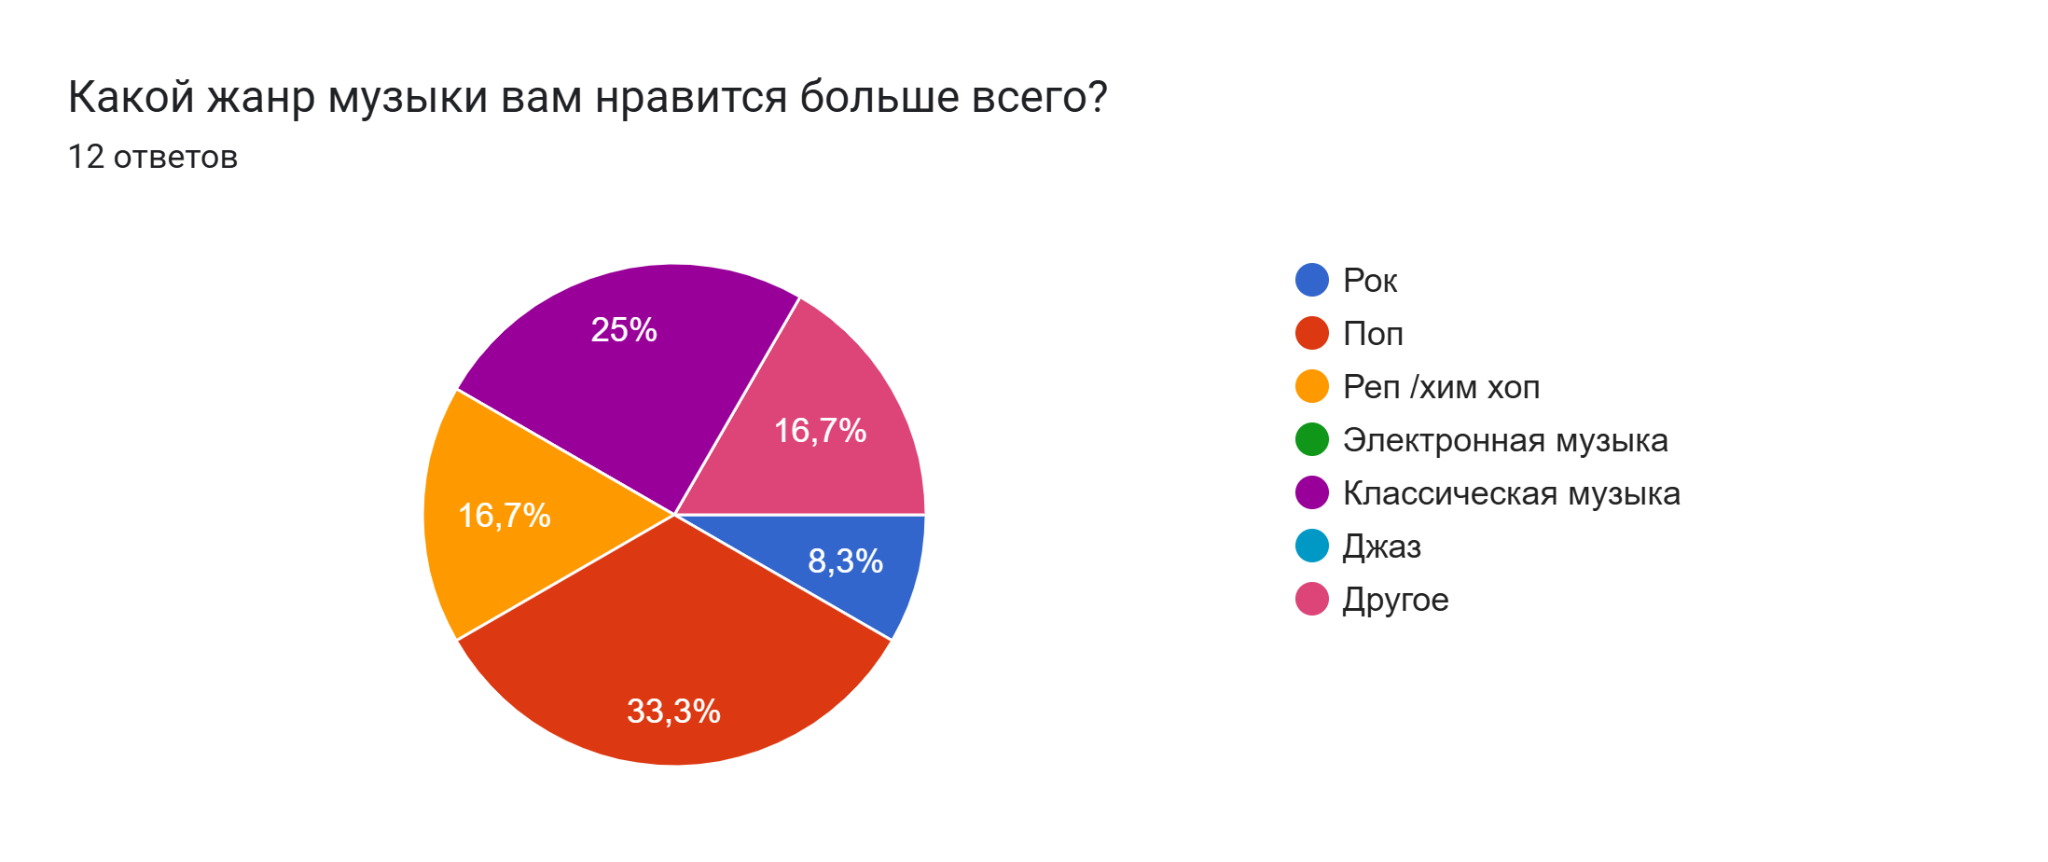 Какой жанр музыки вам нравится больше всего?
12 ответов
25%
16,7%
16,7%
8,3%
33,3%
Рок
Поп
Реп /хим хоп
Электронная музыка
Классическая музыка
Джаз
Другое